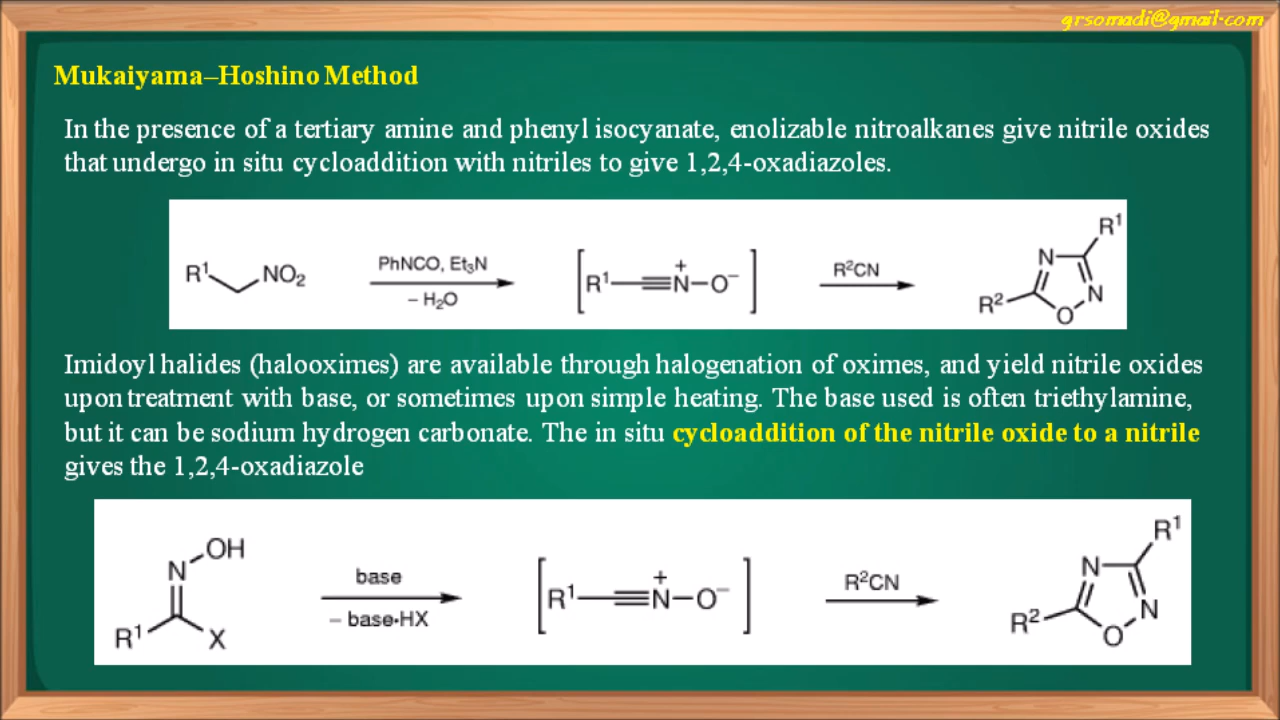 grsomadi@gmail.com
Mukaiyama–Hoshino Method
In the presence of a tertiary amine and phenyl isocyanate, enolizable nitroalkanes give nitrile oxides
that undergo in situ cycloaddition with nitriles to give 1,2,4-oxadiazoles.
R¹ NO₂
PhNCO, Et₃N
– H₂O
[R¹ N⁺ O⁻]
R²CN
R¹ N N O R²
Imidoyl halides (halooximes) are available through halogenation of oximes, and yield nitrile oxides
upon treatment with base, or sometimes upon simple heating. The base used is often triethylamine,
but it can be sodium hydrogen carbonate. The in situ cycloaddition of the nitrile oxide to a nitrile
gives the 1,2,4-oxadiazole
OH
N
R¹ X
base
– base·HX
[R¹ N⁺ O⁻]
R²CN
R¹ N N O R²